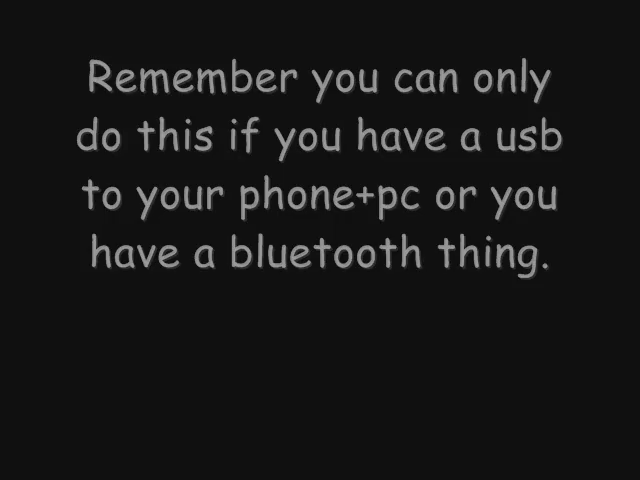 Remember you can only
do this if you have a usb
to your phone+pc or you
have a bluetooth thing.